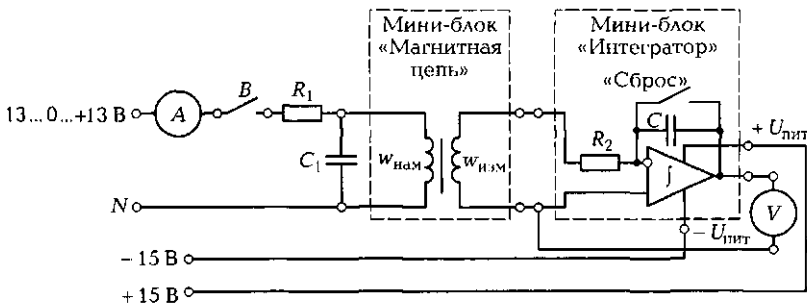 Мини-блок
«Магнитная
цепь»
Мини-блок
«Интегратор»
«Сброс»
13...0...+13 В
A
B
R1
C1
wнам
wизм
R2
C
∫
+ Uпит
− Uпит
V
N
− 15 В
+ 15 В